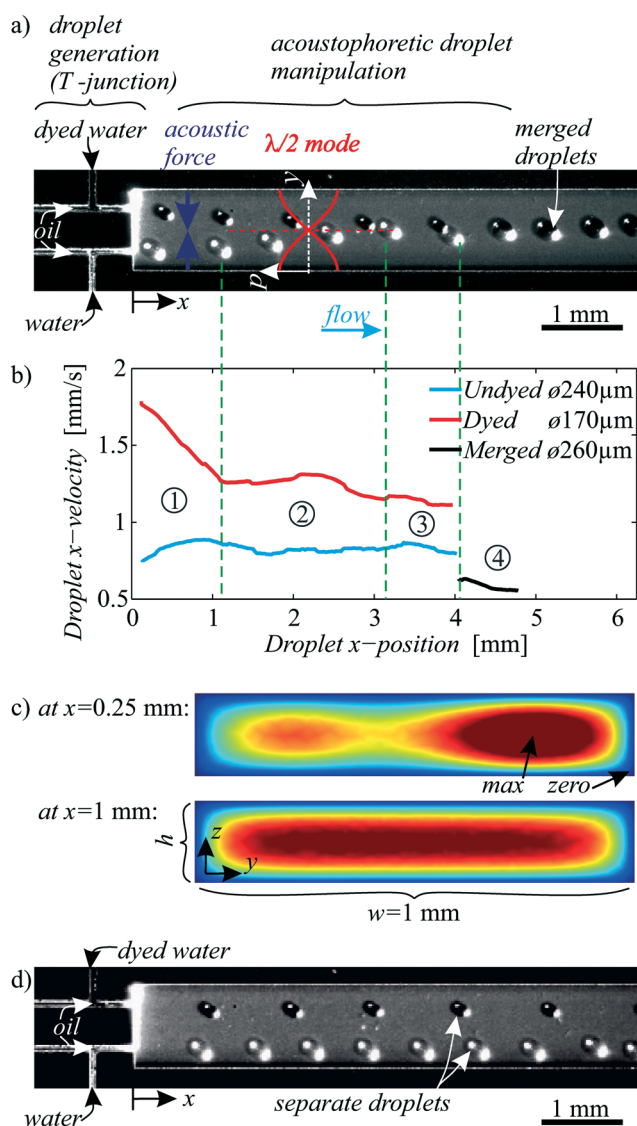 a)
droplet
generation
(T-junction)
acoustophoretic droplet
manipulation
dyed water
acoustic
force
λ/2 mode
merged
droplets
oil
y
p
x
water
flow
1 mm
b)
Droplet x-velocity [mm/s]
2
1.5
1
0.5
Undyed ø240µm
Dyed ø170µm
Merged ø260µm
①
②
③
④
0 1 2 3 4 5 6
Droplet x-position [mm]
c) at x=0.25 mm:
max zero
at x=1 mm:
h
z
y
w=1 mm
dyed water
d)
oil
water
x
separate droplets
1 mm